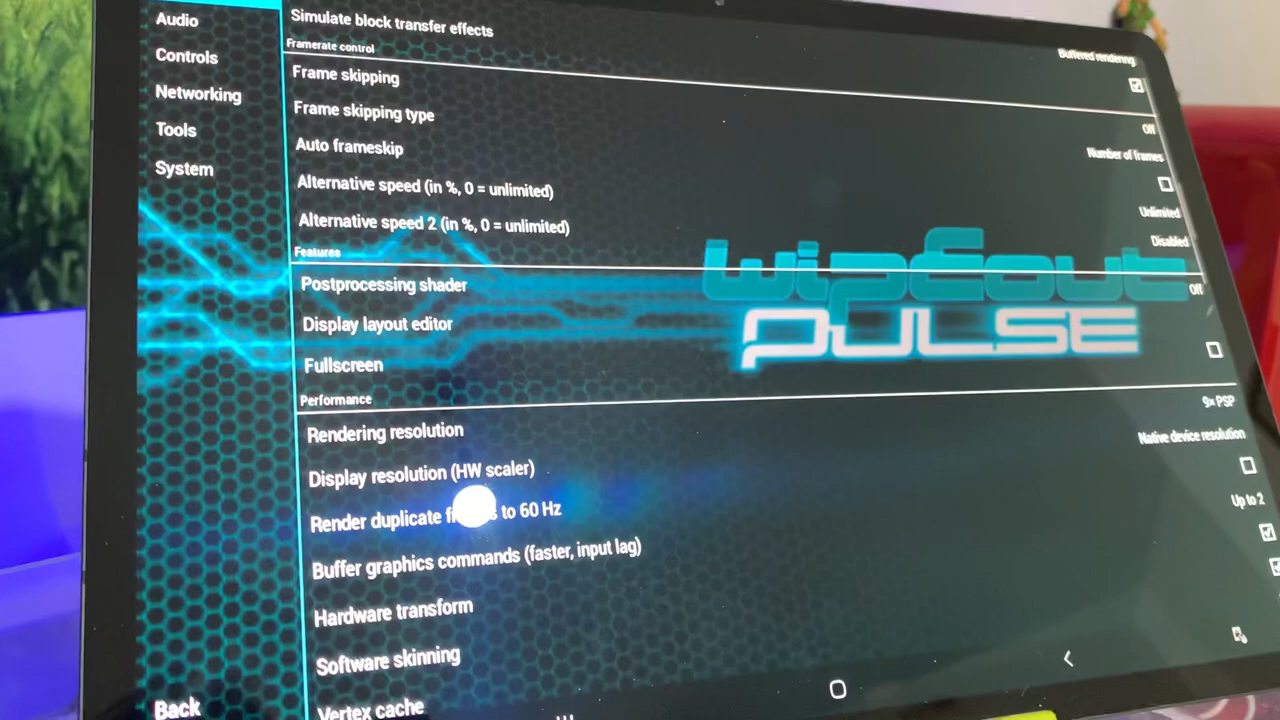 Audio
Controls
Networking
Tools
System
Back
Buffered rendering
Simulate block transfer effects
Framerate control
Frame skipping
Off
Frame skipping type
Number of frames
Auto frameskip
Alternative speed (in %, 0 = unlimited)
Unlimited
Alternative speed 2 (in %, 0 = unlimited)
Disabled
Features
Postprocessing shader
Off
Display layout editor
Fullscreen
wipEout
PULSE
Performance
Rendering resolution
9× PSP
Display resolution (HW scaler)
Native device resolution
Render duplicate to 60 Hz
Buffer graphics commands (faster, input lag)
Up to 2
Hardware transform
Software skinning
Vertex cache